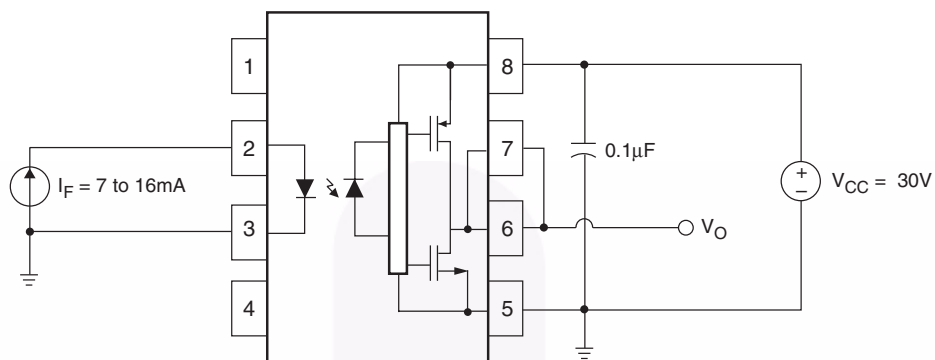 1
8
2
7
0.1μF
I_F = 7 to 16mA
+
–
V_CC = 30V
3
6
V_O
4
5